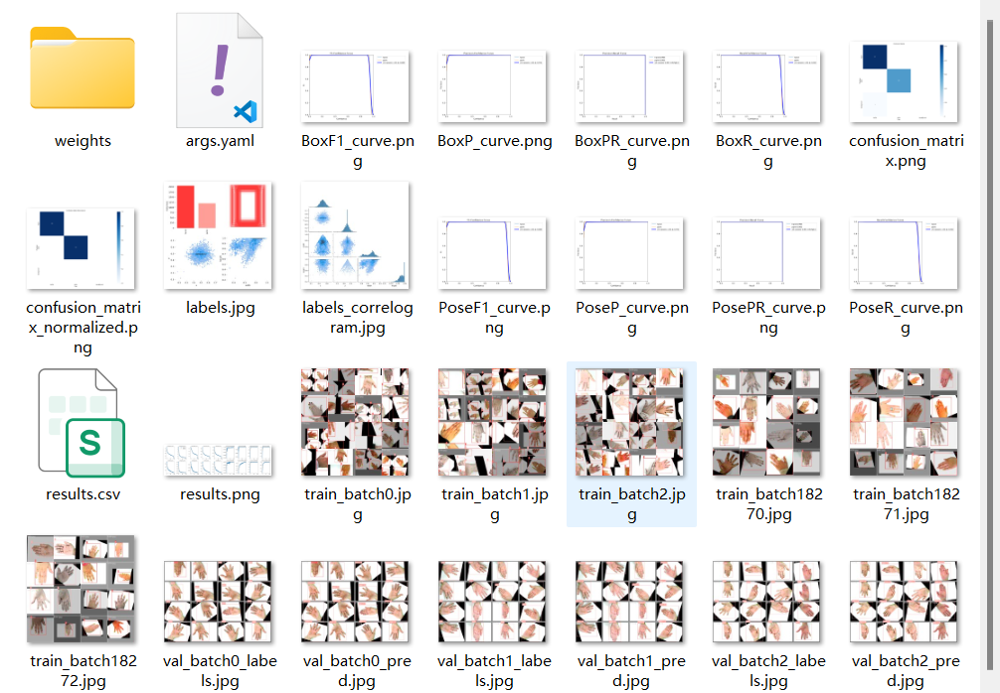 weights
args.yaml
BoxF1_curve.pn
g
BoxP_curve.png
BoxPR_curve.pn
g
BoxR_curve.pn
g
confusion_matri
x.png
confusion_matri
x_normalized.p
ng
labels.jpg
labels_correlog
ram.jpg
PoseF1_curve.p
ng
PoseP_curve.pn
g
PosePR_curve.p
ng
PoseR_curve.pn
g
S
results.csv
results.png
train_batch0.jp
g
train_batch1.jp
g
train_batch2.jp
g
train_batch182
70.jpg
train_batch182
71.jpg
train_batch182
72.jpg
val_batch0_labe
ls.jpg
val_batch0_pre
d.jpg
val_batch1_labe
ls.jpg
val_batch1_pre
d.jpg
val_batch2_labe
ls.jpg
val_batch2_pre
d.jpg